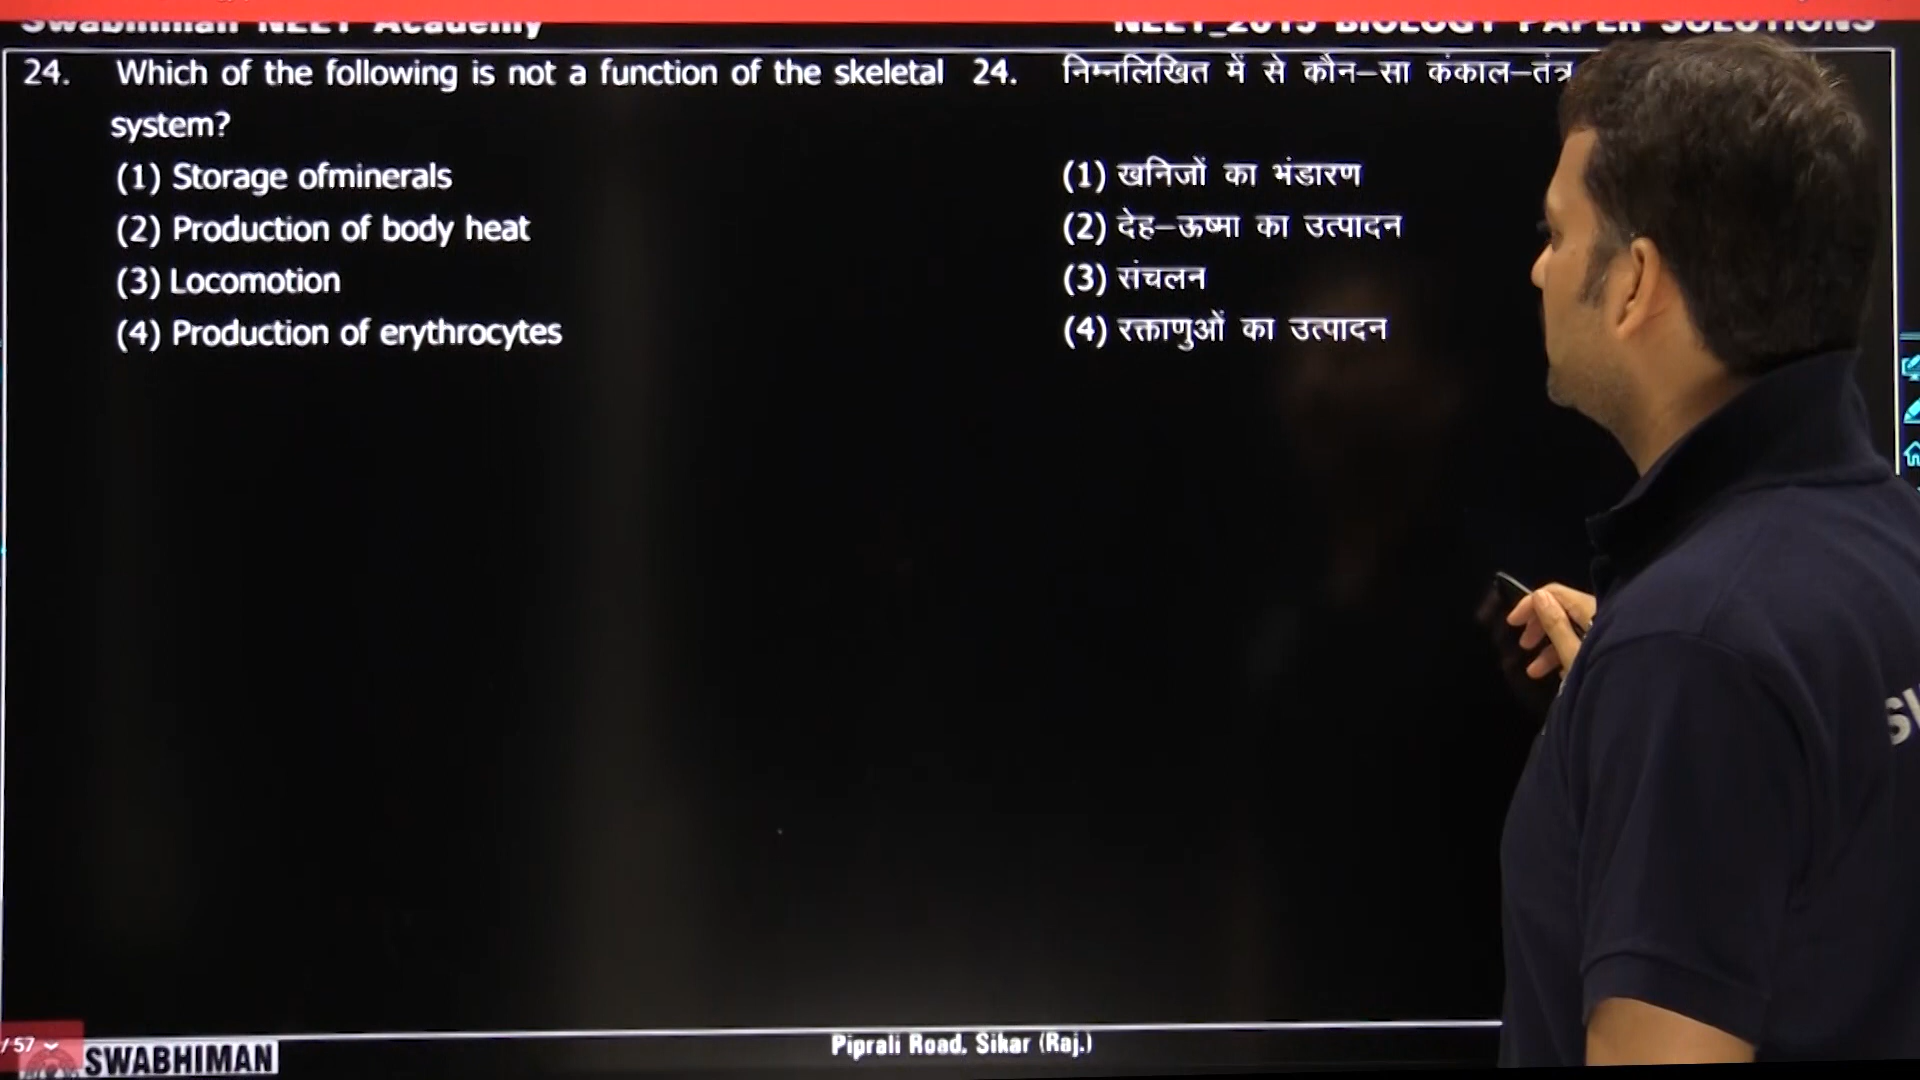 Swabhiman NEET Academy
NEET_2015 BIOLOGY PAPER SOLUTIONS
24. Which of the following is not a function of the skeletal
system?
(1) Storage ofminerals
(2) Production of body heat
(3) Locomotion
(4) Production of erythrocytes
24. निम्नलिखित में से कौन–सा कंकाल–तंत्र
(1) खनिजों का भंडारण
(2) देह–ऊष्मा का उत्पादन
(3) संचलन
(4) रक्ताणुओं का उत्पादन
/ 57
SWABHIMAN
Piprali Road, Sikar (Raj.)